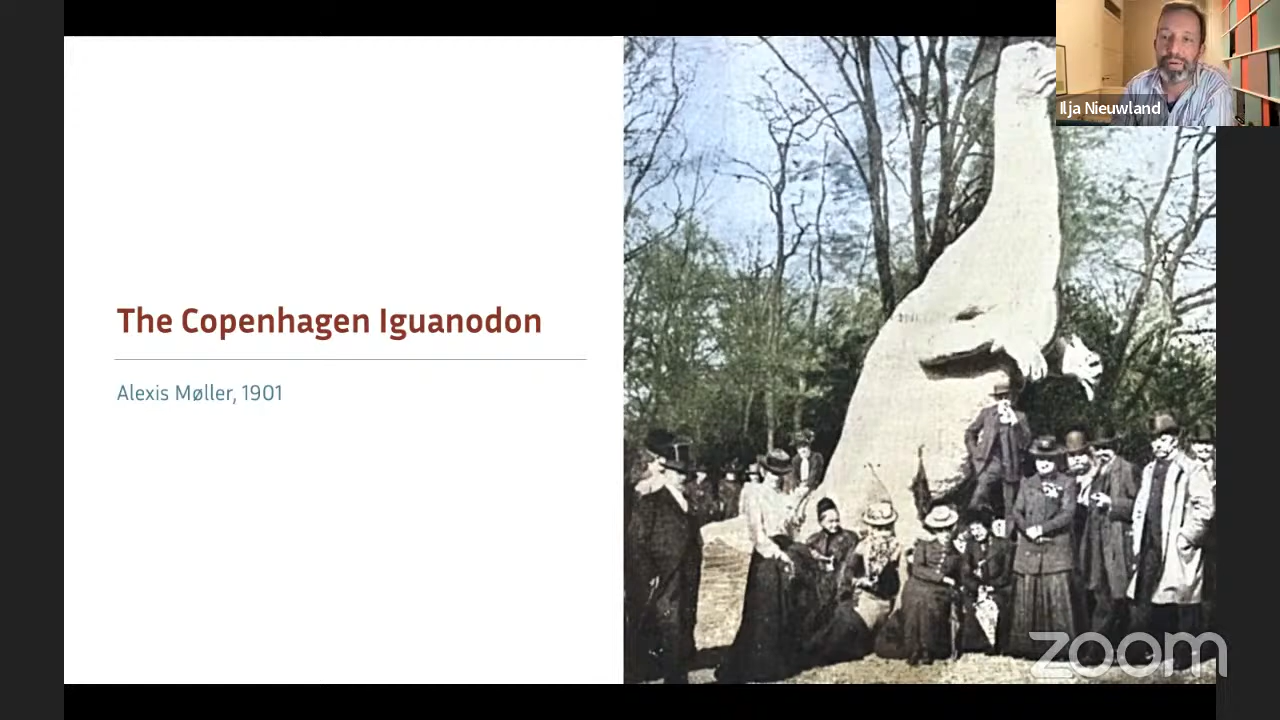 Ilja Nieuwland
The Copenhagen Iguanodon
Alexis Møller, 1901
zoom